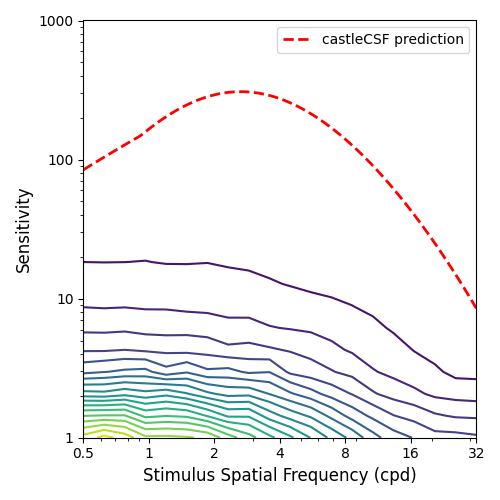 1000
castleCSF prediction
100
Sensitivity
10
1
0.5 1 2 4 8 16 32
Stimulus Spatial Frequency (cpd)